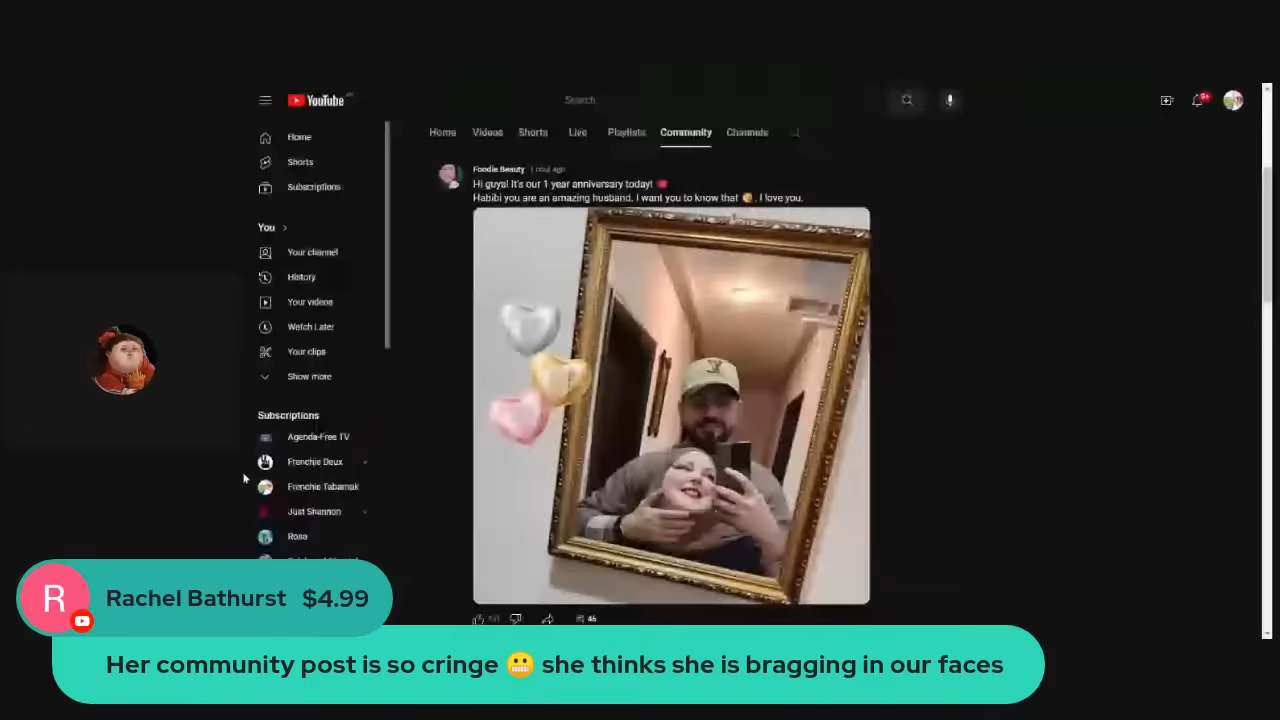 YouTube
Search
Home
Shorts
Subscriptions
You
Your channel
History
Your videos
Watch Later
Your clips
Show more
Subscriptions
Agenda-Free TV
Frenchie Deux
Frenchie Tabamak
Just Shannon
Rose
Home Videos Shorts Live Playlists Community Channels
Foodie Beauty 1 hour ago
Hi guys! It's our 1 year anniversary today!
Habibi you are an amazing husband. I want you to know that 😘. I love you.
9+
46
R
Rachel Bathurst $4.99
Her community post is so cringe 😬 she thinks she is bragging in our faces